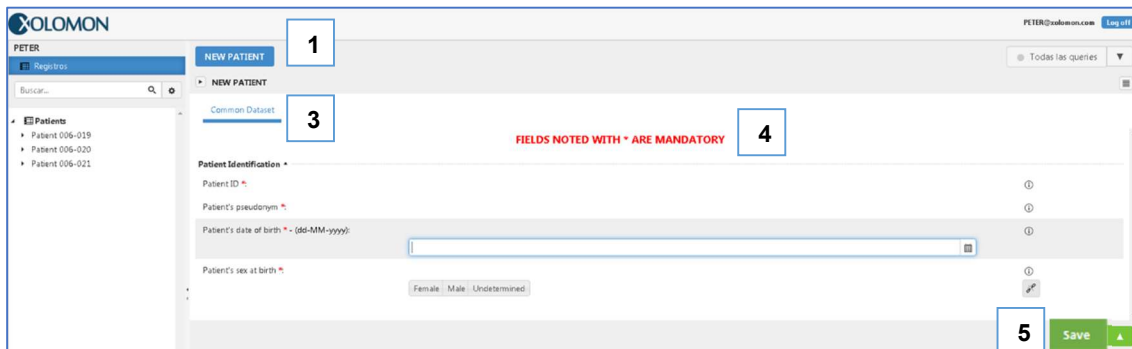 XOLOMON
PETER@xolomon.com Log off
PETER
Registros
Buscar...
Patients
Patient 006-019
Patient 006-020
Patient 006-021
NEW PATIENT
1
Todas las queries
NEW PATIENT
Common Dataset
3
FIELDS NOTED WITH * ARE MANDATORY
4
Patient Identification
Patient ID *:
Patient's pseudonym *:
Patient's date of birth * - (dd-MM-yyyy):
Patient's sex at birth *:
Female Male Undetermined
5
Save